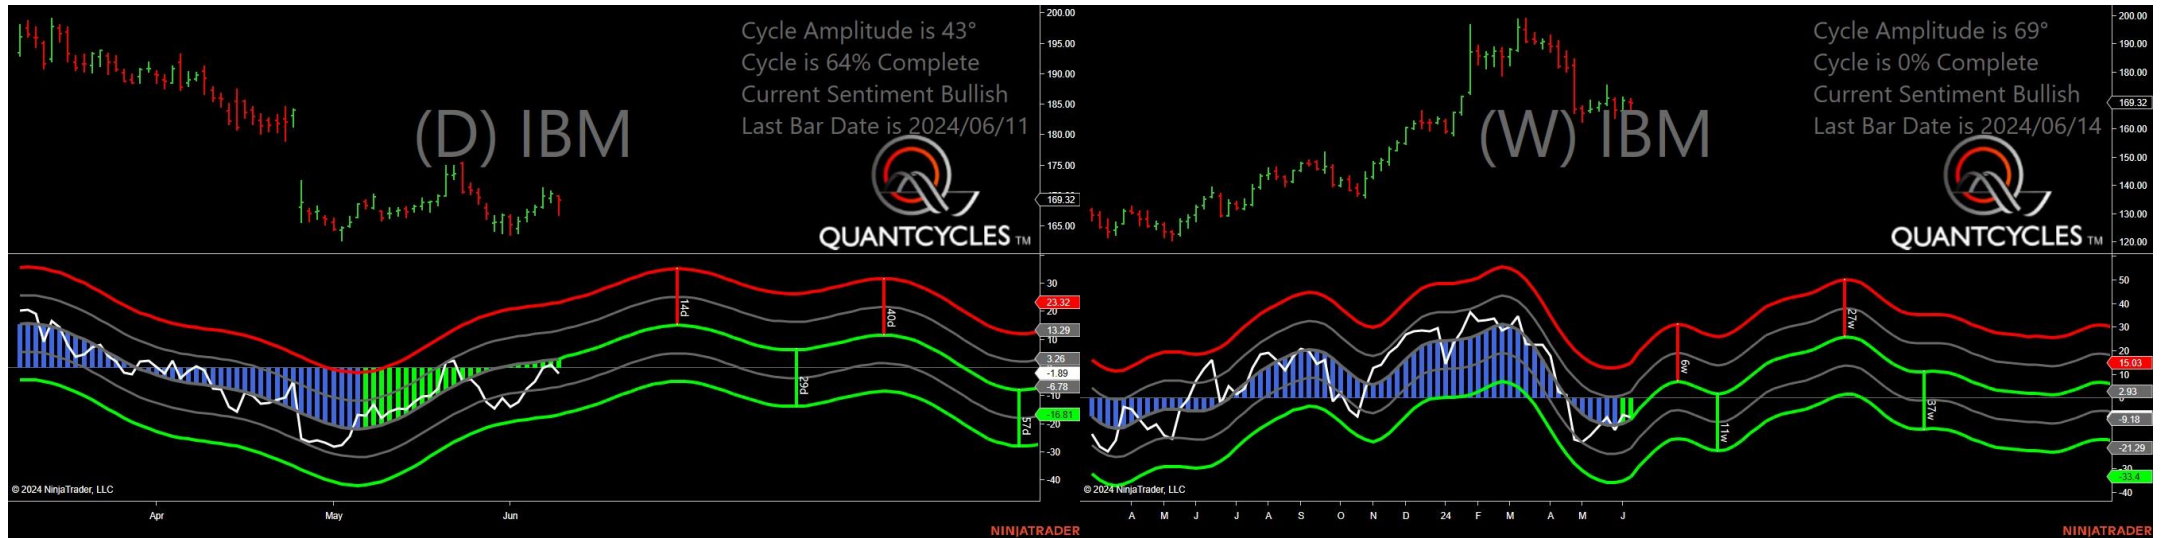 Cycle Amplitude is 43°
Cycle is 64% Complete
Current Sentiment Bullish
Last Bar Date is 2024/06/11
(D) IBM
QUANTCYCLES TM
200.00
195.00
190.00
185.00
180.00
175.00
169.32
165.00
30
23.32
20
13.29
10
3.26
-1.89
-6.78
-10
-16.81
-20
-30
-40
14d
29d
40d
57d
© 2024 NinjaTrader, LLC
Apr May Jun
NINJATRADER
Cycle Amplitude is 69°
Cycle is 0% Complete
Current Sentiment Bullish
Last Bar Date is 2024/06/14
(W) IBM
QUANTCYCLES TM
200.00
190.00
180.00
169.32
160.00
150.00
140.00
130.00
120.00
50
40
30
20
15.03
10
2.93
-9.18
-21.29
-33.4
-40
6w
11w
27w
37w
© 2024 NinjaTrader, LLC
A M J J A S O N D 24 F M A M J
NINJATRADER